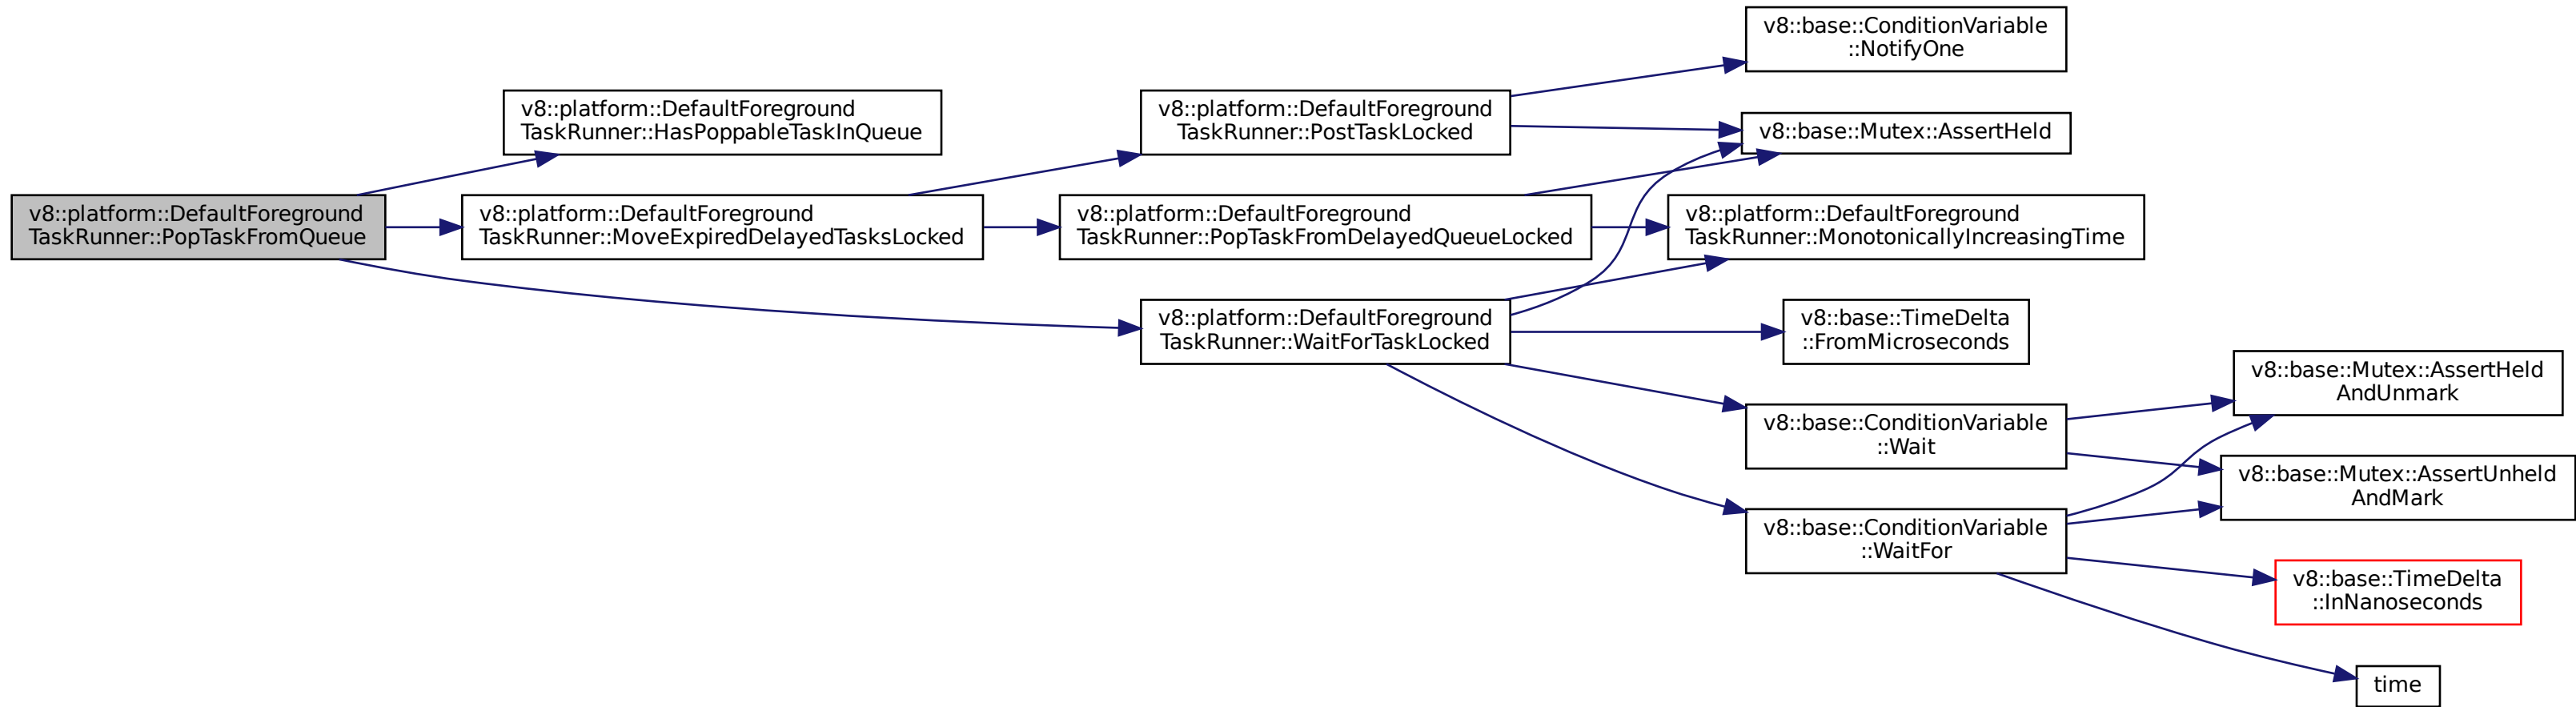 v8::platform::DefaultForeground
TaskRunner::PopTaskFromQueue
v8::platform::DefaultForeground
TaskRunner::HasPoppableTaskInQueue
v8::platform::DefaultForeground
TaskRunner::MoveExpiredDelayedTasksLocked
v8::platform::DefaultForeground
TaskRunner::PostTaskLocked
v8::platform::DefaultForeground
TaskRunner::PopTaskFromDelayedQueueLocked
v8::platform::DefaultForeground
TaskRunner::WaitForTaskLocked
v8::base::ConditionVariable
::NotifyOne
v8::base::Mutex::AssertHeld
v8::platform::DefaultForeground
TaskRunner::MonotonicallyIncreasingTime
v8::base::TimeDelta
::FromMicroseconds
v8::base::ConditionVariable
::Wait
v8::base::ConditionVariable
::WaitFor
v8::base::Mutex::AssertHeld
AndUnmark
v8::base::Mutex::AssertUnheld
AndMark
v8::base::TimeDelta
::InNanoseconds
time